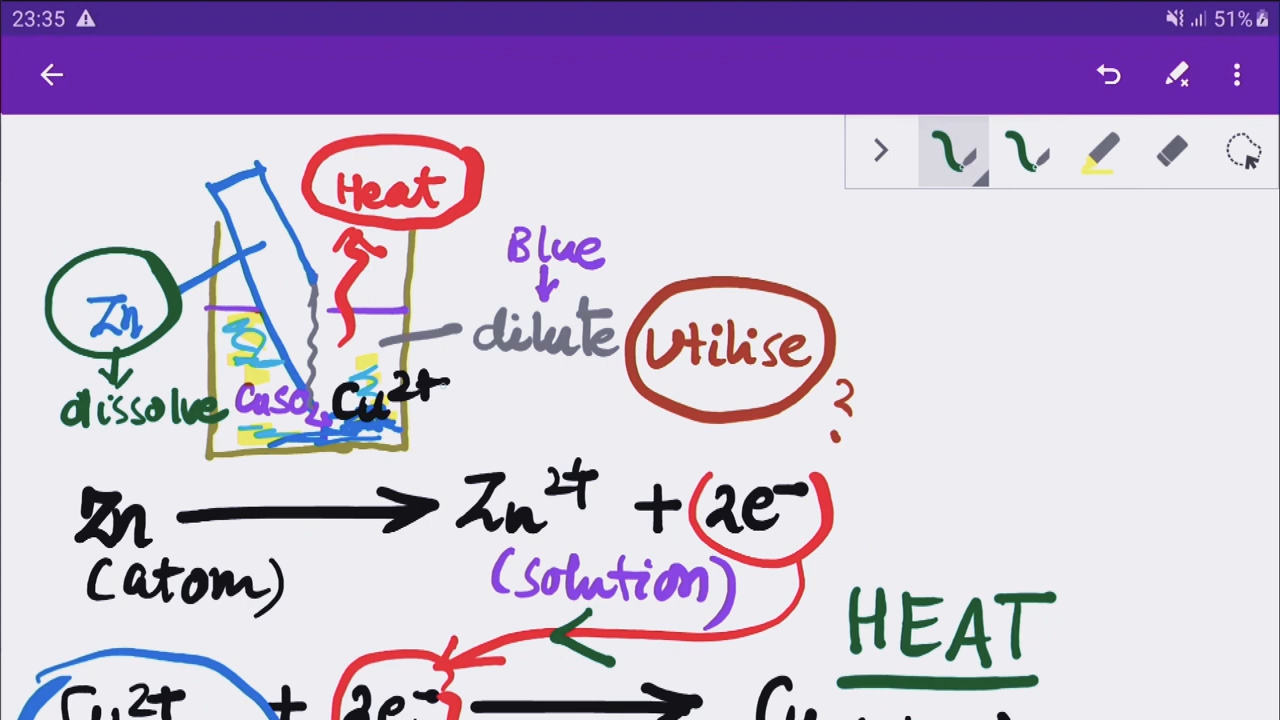 23:35 51%
Heat
Blue
Zn
dilute
Utilise
dissolve CuSO4 Cu2+ ?
Zn → Zn2+ + 2e−
(atom) (solution)
HEAT
Cu2+ + 2e− → Cu